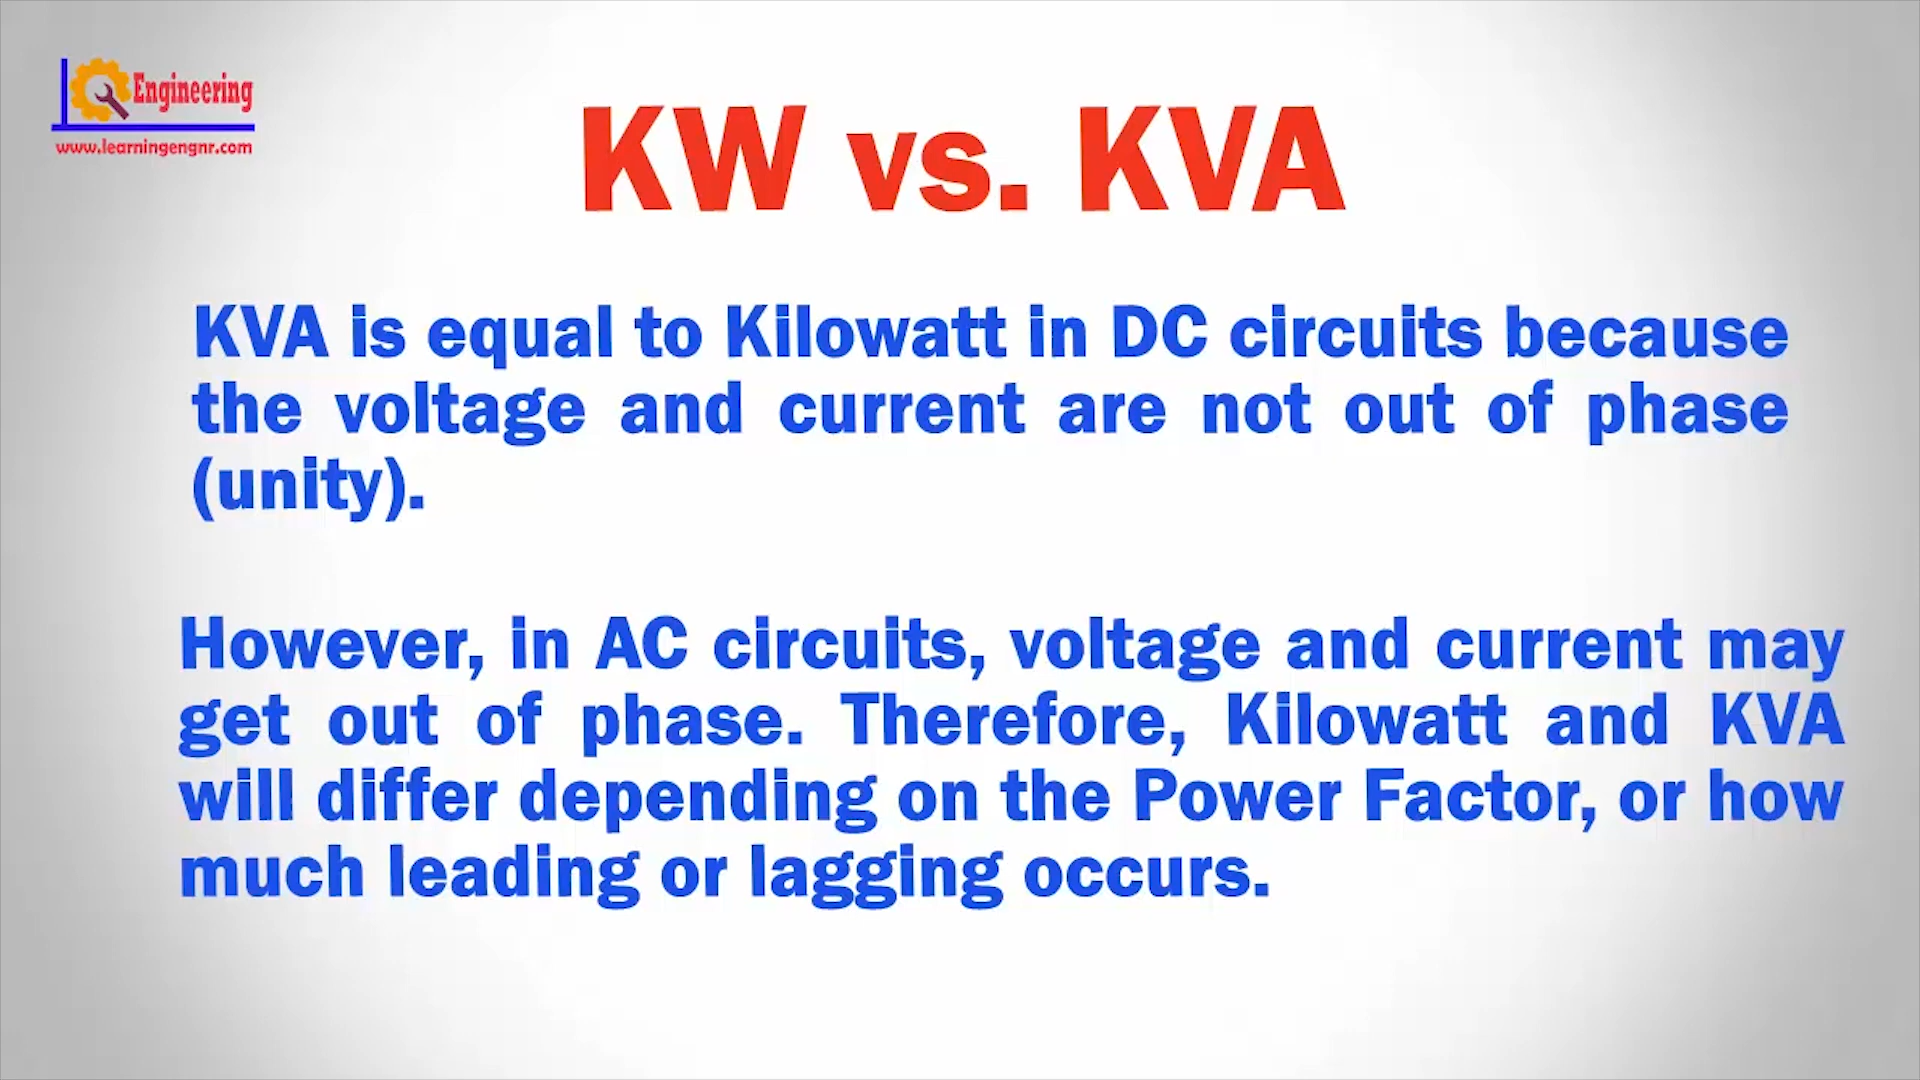 Engineering
www.learningengnr.com
KW vs. KVA
KVA is equal to Kilowatt in DC circuits because
the voltage and current are not out of phase
(unity).
However, in AC circuits, voltage and current may
get out of phase. Therefore, Kilowatt and KVA
will differ depending on the Power Factor, or how
much leading or lagging occurs.